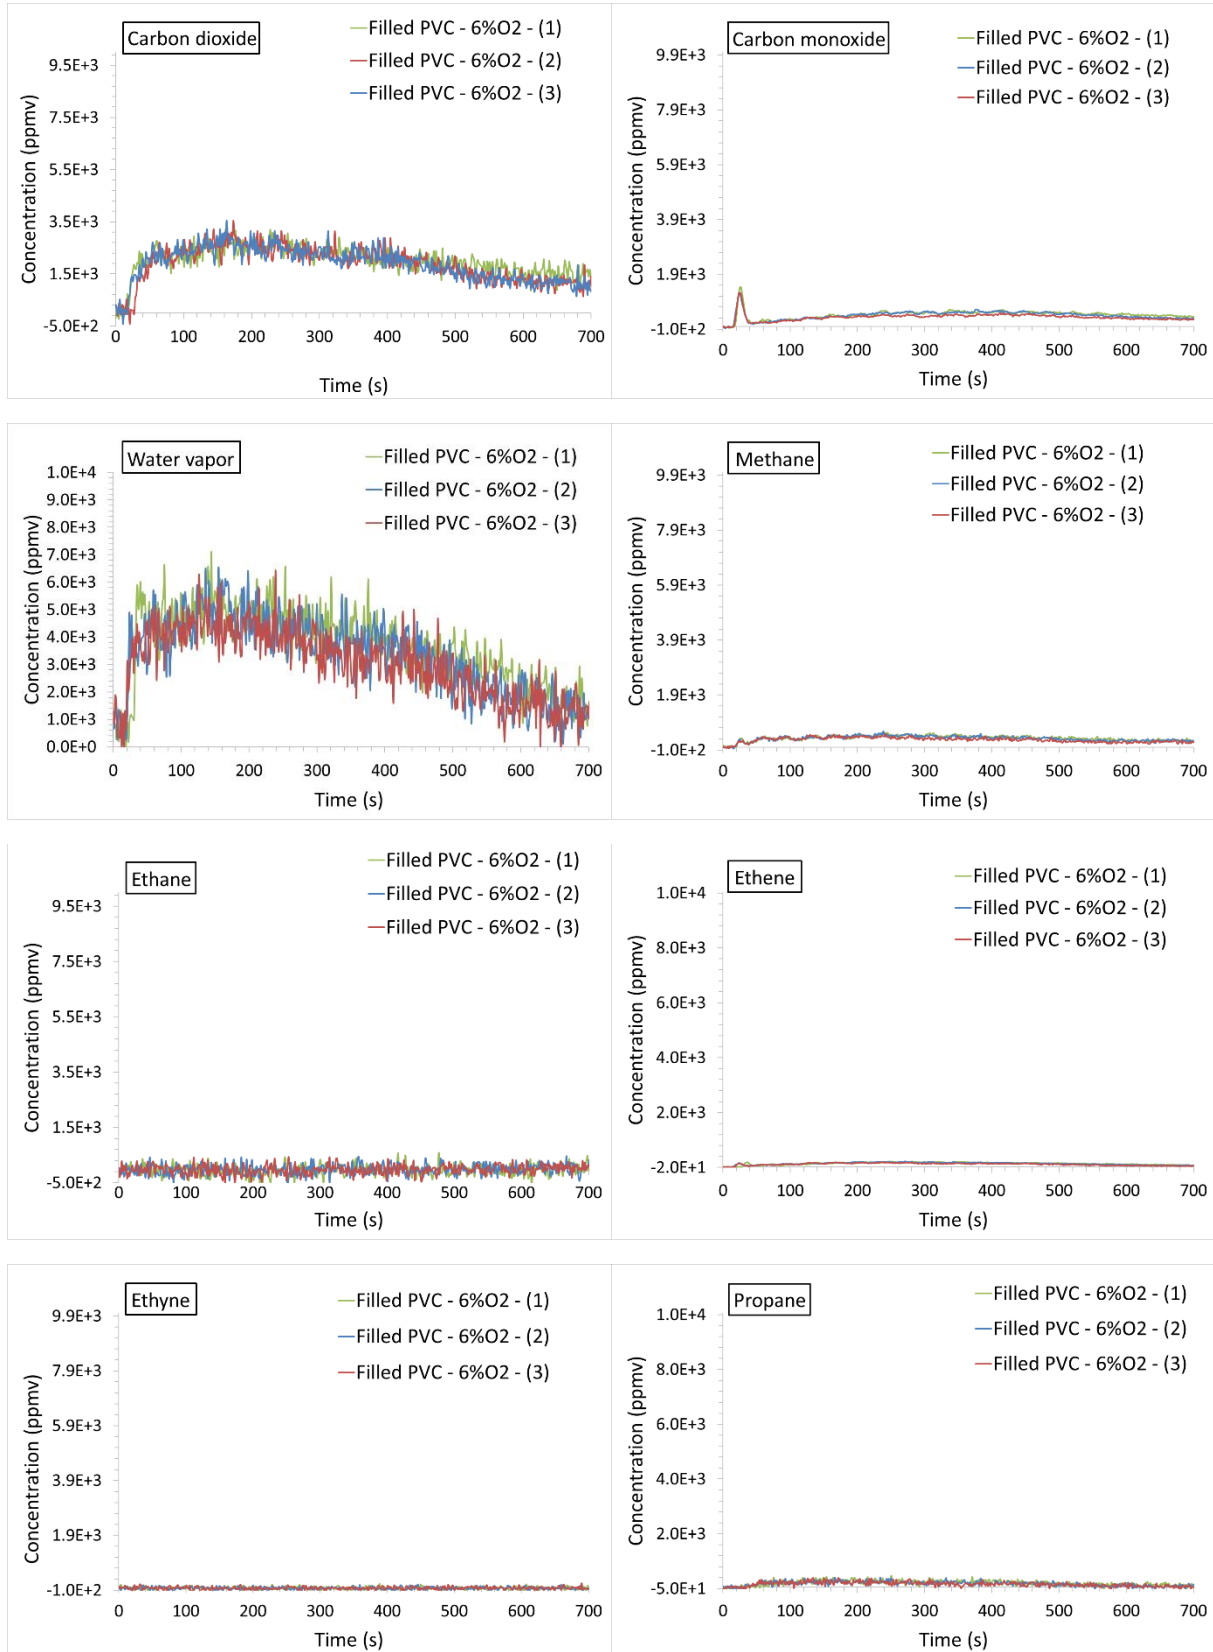 Carbon dioxide
Filled PVC - 6%O2 - (1)
Filled PVC - 6%O2 - (2)
Filled PVC - 6%O2 - (3)
Concentration (ppmv)
9.5E+3
7.5E+3
5.5E+3
3.5E+3
1.5E+3
-5.0E+2
0 100 200 300 400 500 600 700
Time (s)
Carbon monoxide
Filled PVC - 6%O2 - (1)
Filled PVC - 6%O2 - (2)
Filled PVC - 6%O2 - (3)
Concentration (ppmv)
9.9E+3
7.9E+3
5.9E+3
3.9E+3
1.9E+3
-1.0E+2
0 100 200 300 400 500 600 700
Time (s)
Water vapor
Filled PVC - 6%O2 - (1)
Filled PVC - 6%O2 - (2)
Filled PVC - 6%O2 - (3)
Concentration (ppmv)
1.0E+4
9.0E+3
8.0E+3
7.0E+3
6.0E+3
5.0E+3
4.0E+3
3.0E+3
2.0E+3
1.0E+3
0.0E+0
0 100 200 300 400 500 600 700
Time (s)
Methane
Filled PVC - 6%O2 - (1)
Filled PVC - 6%O2 - (2)
Filled PVC - 6%O2 - (3)
Concentration (ppmv)
9.9E+3
7.9E+3
5.9E+3
3.9E+3
1.9E+3
-1.0E+2
0 100 200 300 400 500 600 700
Time (s)
Ethane
Filled PVC - 6%O2 - (1)
Filled PVC - 6%O2 - (2)
Filled PVC - 6%O2 - (3)
Concentration (ppmv)
9.5E+3
7.5E+3
5.5E+3
3.5E+3
1.5E+3
-5.0E+2
0 100 200 300 400 500 600 700
Time (s)
Ethene
Filled PVC - 6%O2 - (1)
Filled PVC - 6%O2 - (2)
Filled PVC - 6%O2 - (3)
Concentration (ppmv)
1.0E+4
8.0E+3
6.0E+3
4.0E+3
2.0E+3
-2.0E+1
0 100 200 300 400 500 600 700
Time (s)
Ethyne
Filled PVC - 6%O2 - (1)
Filled PVC - 6%O2 - (2)
Filled PVC - 6%O2 - (3)
Concentration (ppmv)
9.9E+3
7.9E+3
5.9E+3
3.9E+3
1.9E+3
-1.0E+2
0 100 200 300 400 500 600 700
Time (s)
Propane
Filled PVC - 6%O2 - (1)
Filled PVC - 6%O2 - (2)
Filled PVC - 6%O2 - (3)
Concentration (ppmv)
1.0E+4
8.0E+3
6.0E+3
4.0E+3
2.0E+3
-5.0E+1
0 100 200 300 400 500 600 700
Time (s)